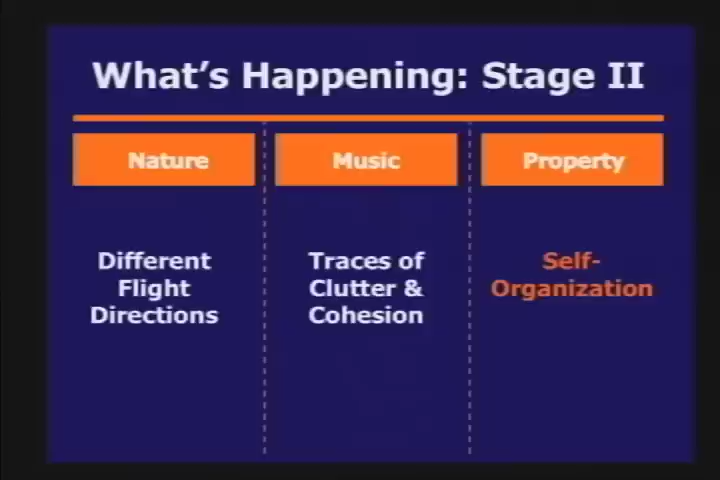 What's Happening: Stage II
Nature
Music
Property
Different
Flight
Directions
Traces of
Clutter &
Cohesion
Self-
Organization